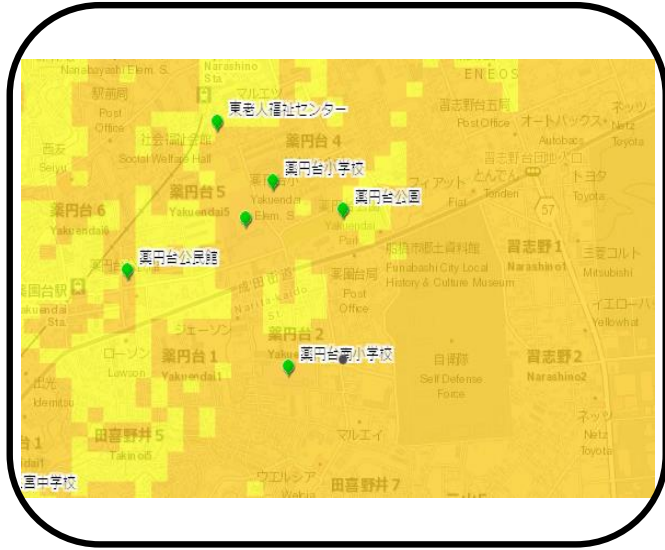 Nanabayashi Elem. S.
Narashino
Sta.
マルエツ
ENEOS
駅前局
Post
Office
東老人福祉センター
習志野台五局
Post Office
オートバックス
Autobacs
ネッツ
Netz
Toyota
西友
Seiyu
社会福祉会館
Social Welfare Hall
薬円台 4
薬円台小学校
習志野台団地入口
とんでん
Tonden
トヨタ
Toyota
薬円台 5
Yakuendai5
Yakuendai
Elem. S.
薬円台公園
Yakuendai
Park
フィアット
Fiat
57
薬円台 6
Yakuendai6
薬円台公民館
成田街道
Narita-kaido
St.
船橋市郷土資料館
Funabashi City Local
History & Culture Museum
習志野1
Narashino1
三菱コルト
Mitsubishi
薬園台駅
Yakuendai
Sta.
薬園台局
Post
Office
イエローハット
Yellowhat
ジェーソン
ローソン
Lawson
薬円台 1
Yakuendai1
薬円台 2
薬円台南小学校
自衛隊
Self Defense
Force
習志野 2
Narashino2
出光
Idemitsu
ネッツ
Netz
Toyota
田喜野井 5
Takinoi5
マルエイ
ウエルシア
Welcia
田喜野井 7
宮中学校